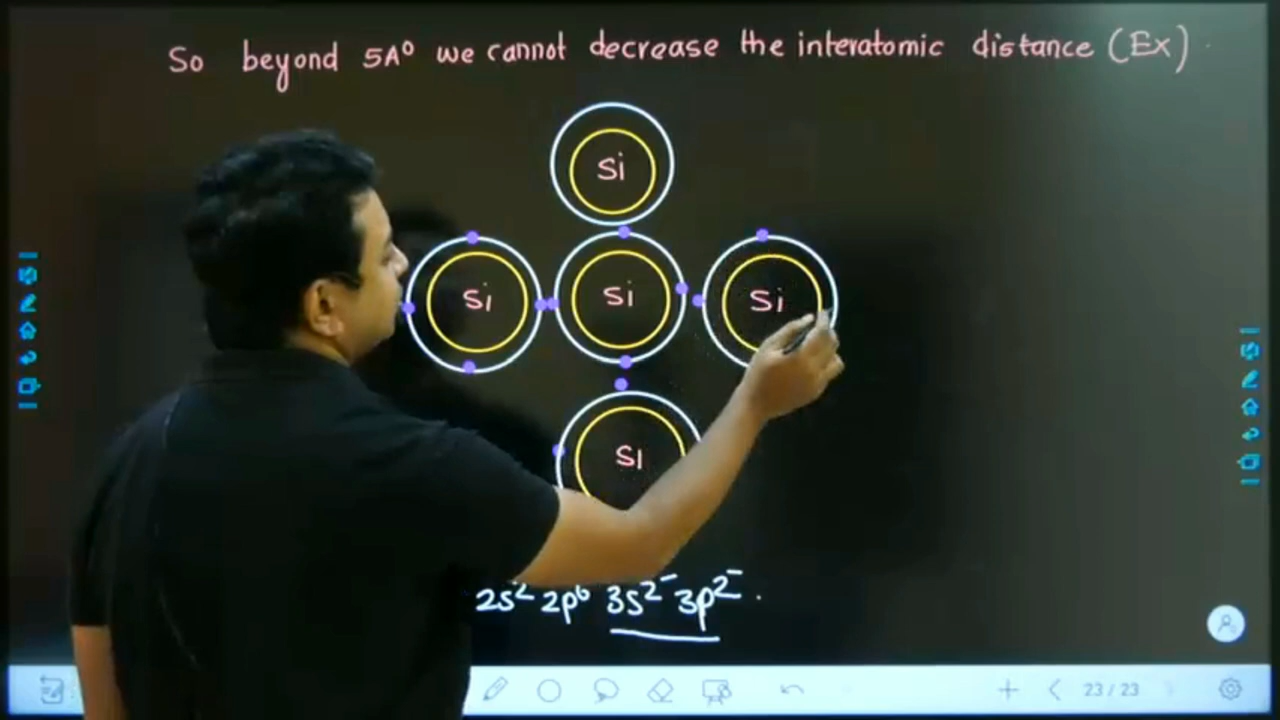 So beyond 5A⁰ we cannot decrease the interatomic distance (Ex)
Si
Si Si Si
Si
2s² 2p⁶ 3s² 3p² .
23/23